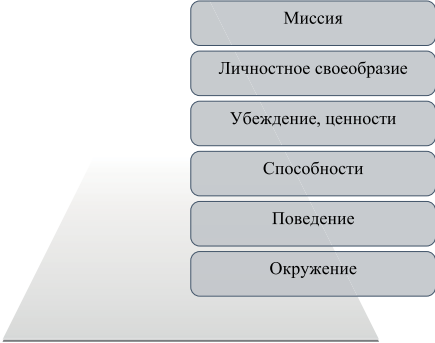 Миссия
Личностное своеобразие
Убеждение, ценности
Способности
Поведение
Окружение